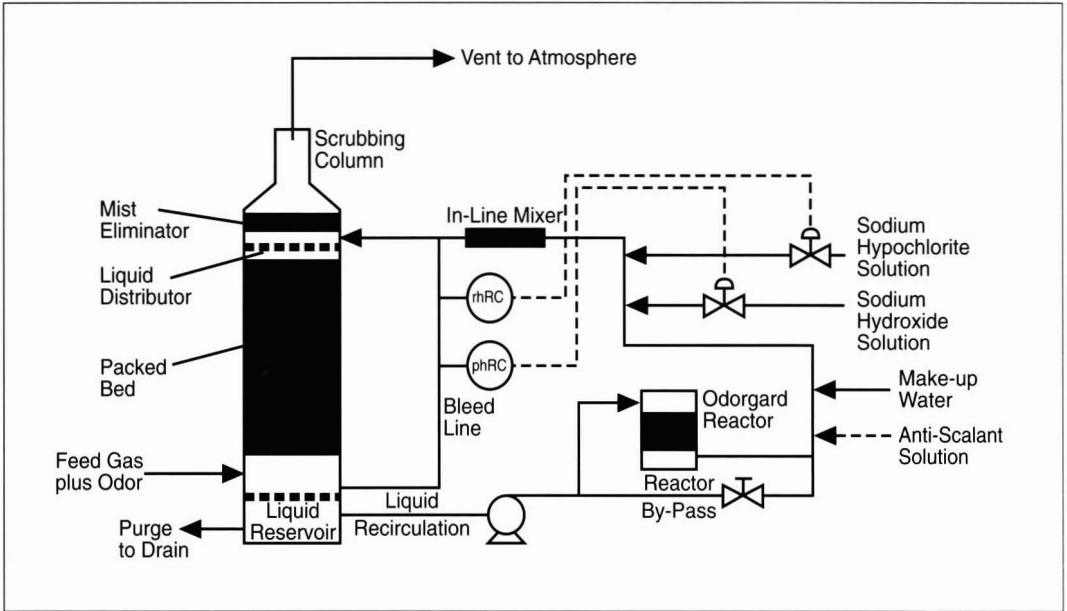 Vent to Atmosphere
Scrubbing
Column
Mist
Eliminator
In-Line Mixer
Sodium
Hypochlorite
Solution
Liquid
Distributor
rhRC
Sodium
Hydroxide
Solution
Packed
Bed
phRC
Bleed
Line
Odorgard
Reactor
Make-up
Water
Anti-Scalant
Solution
Feed Gas
plus Odor
Reactor
By-Pass
Liquid
Recirculation
Liquid
Reservoir
Purge
to Drain